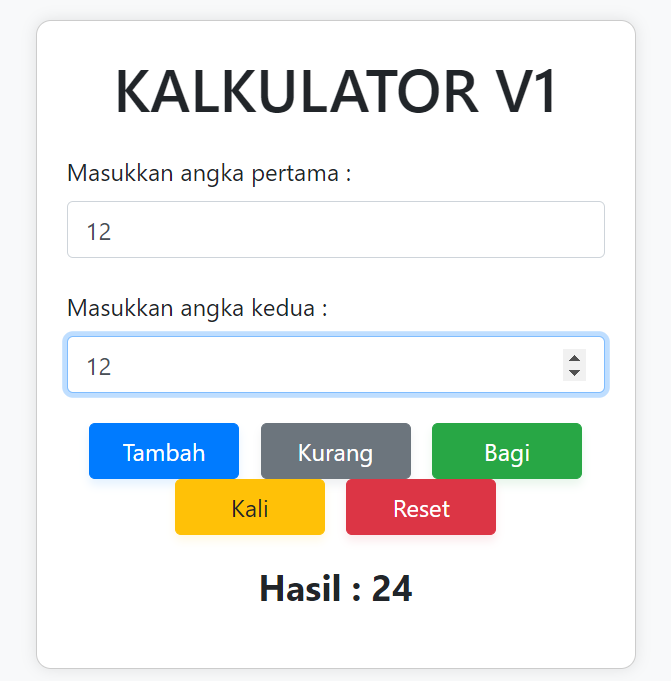 KALKULATOR V1
Masukkan angka pertama :
12
Masukkan angka kedua :
12
Tambah Kurang Bagi
Kali Reset
Hasil : 24